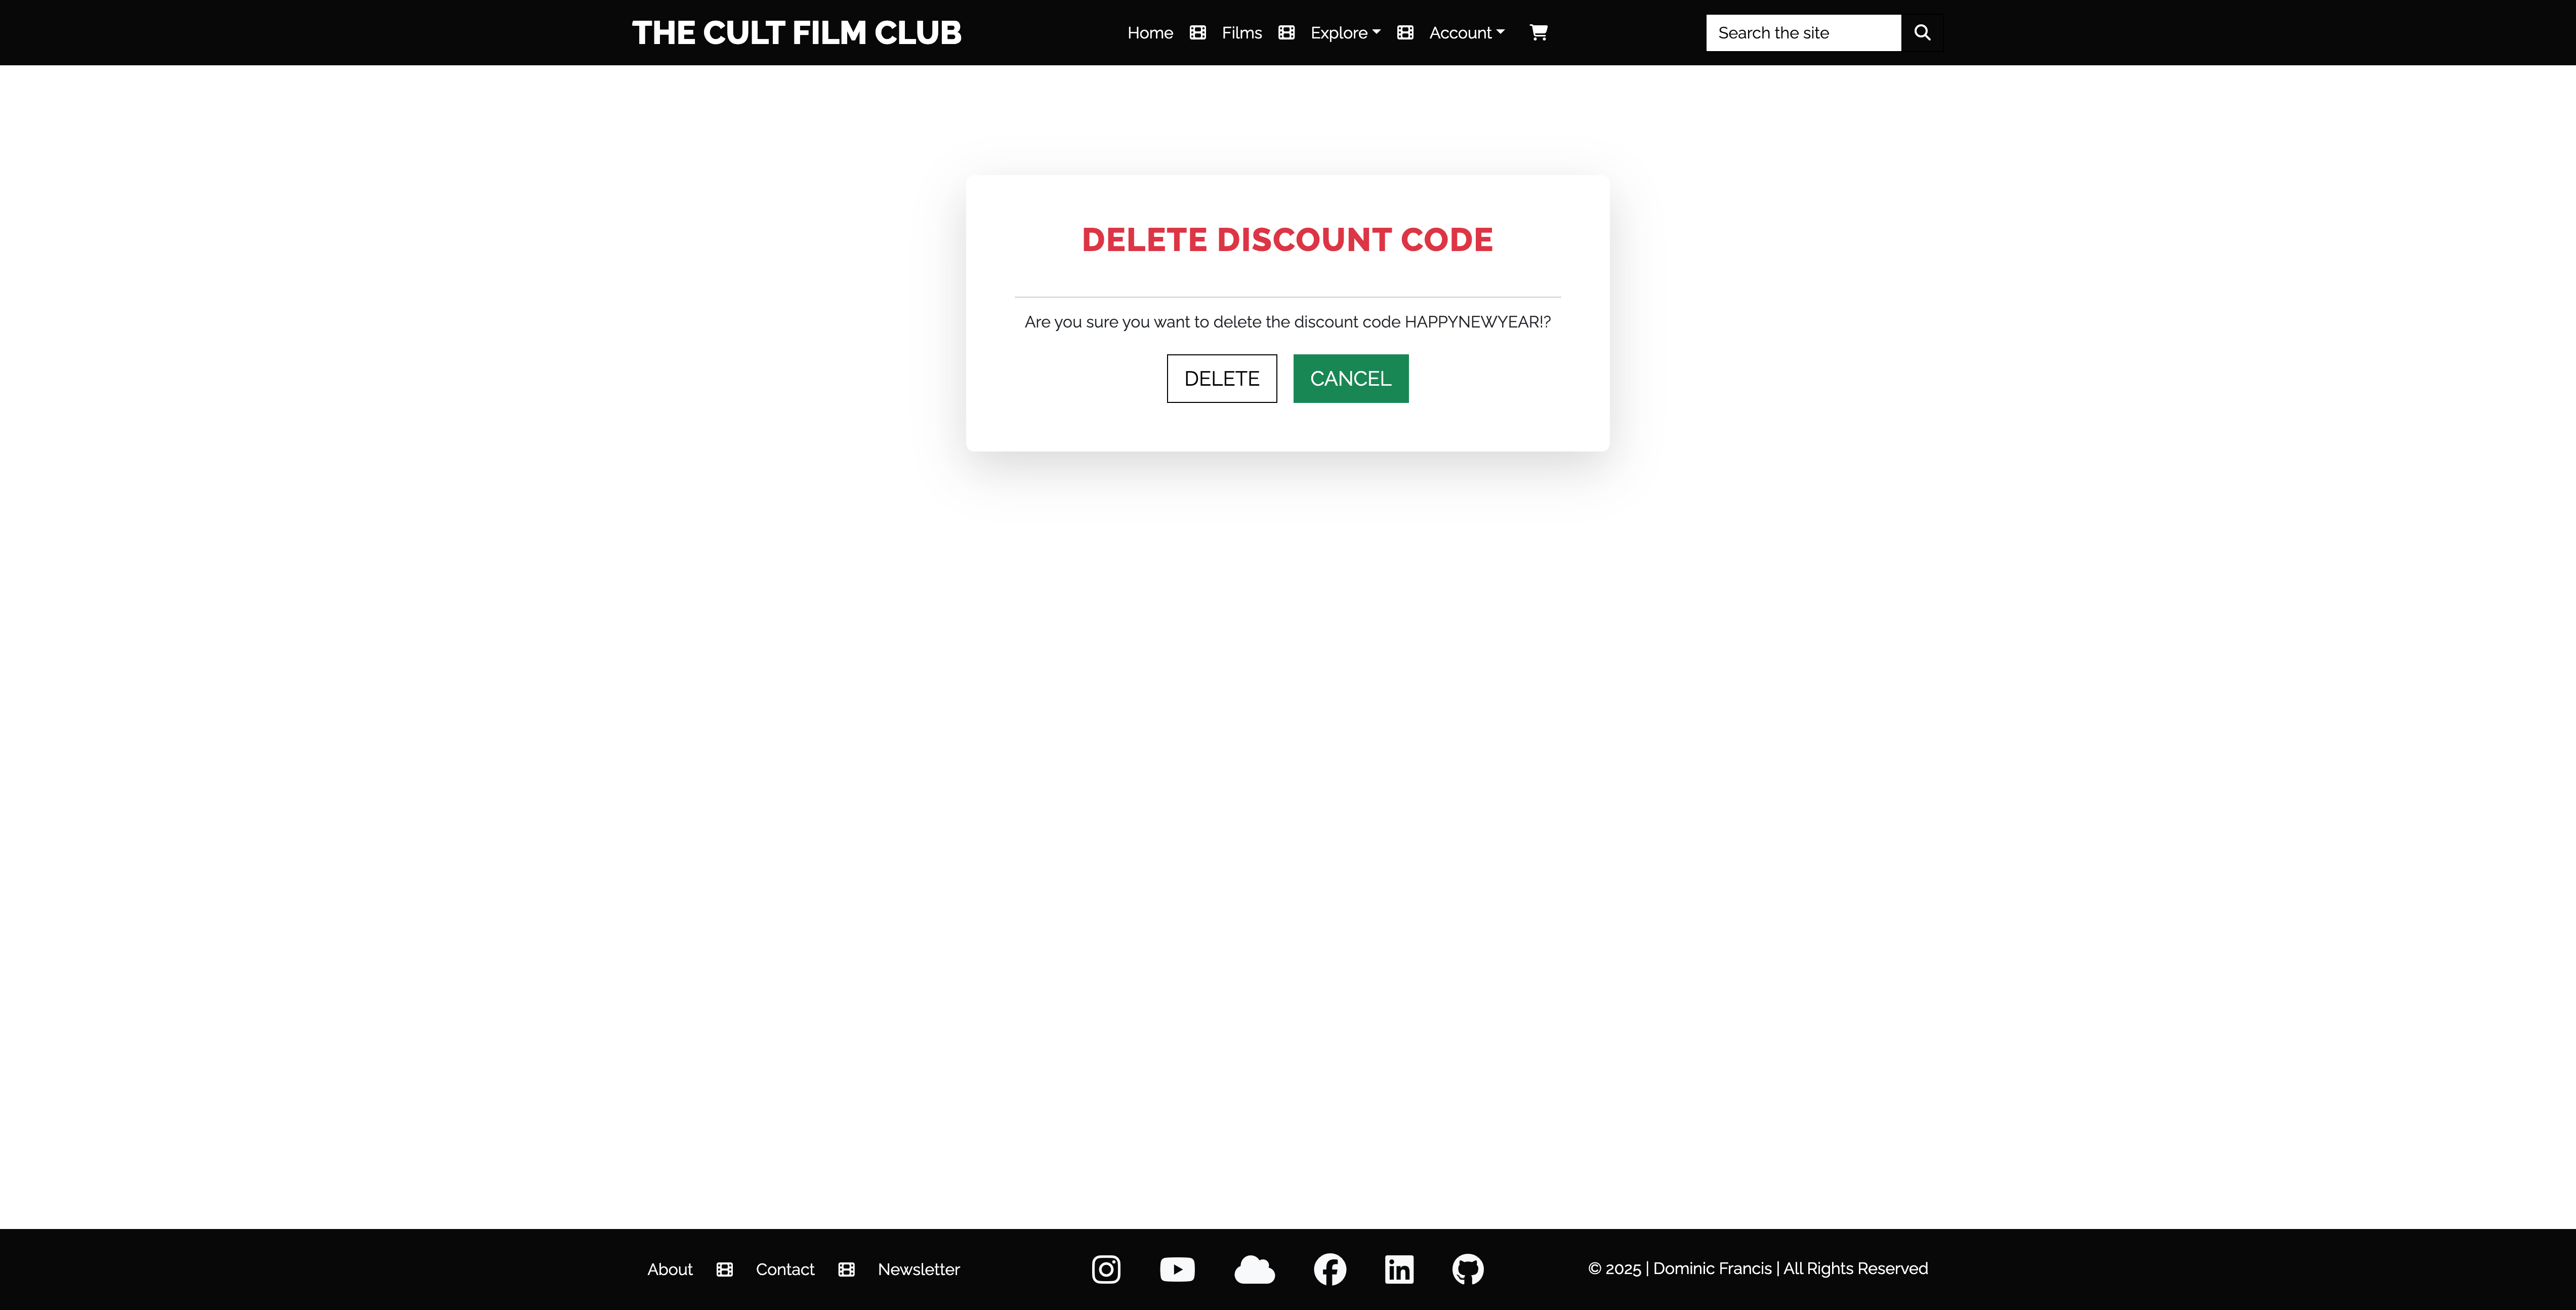 THE CULT FILM CLUB
Home Films Explore Account
Search the site
DELETE DISCOUNT CODE
Are you sure you want to delete the discount code HAPPYNEWYEAR!?
DELETE CANCEL
About Contact Newsletter
© 2025 | Dominic Francis | All Rights Reserved